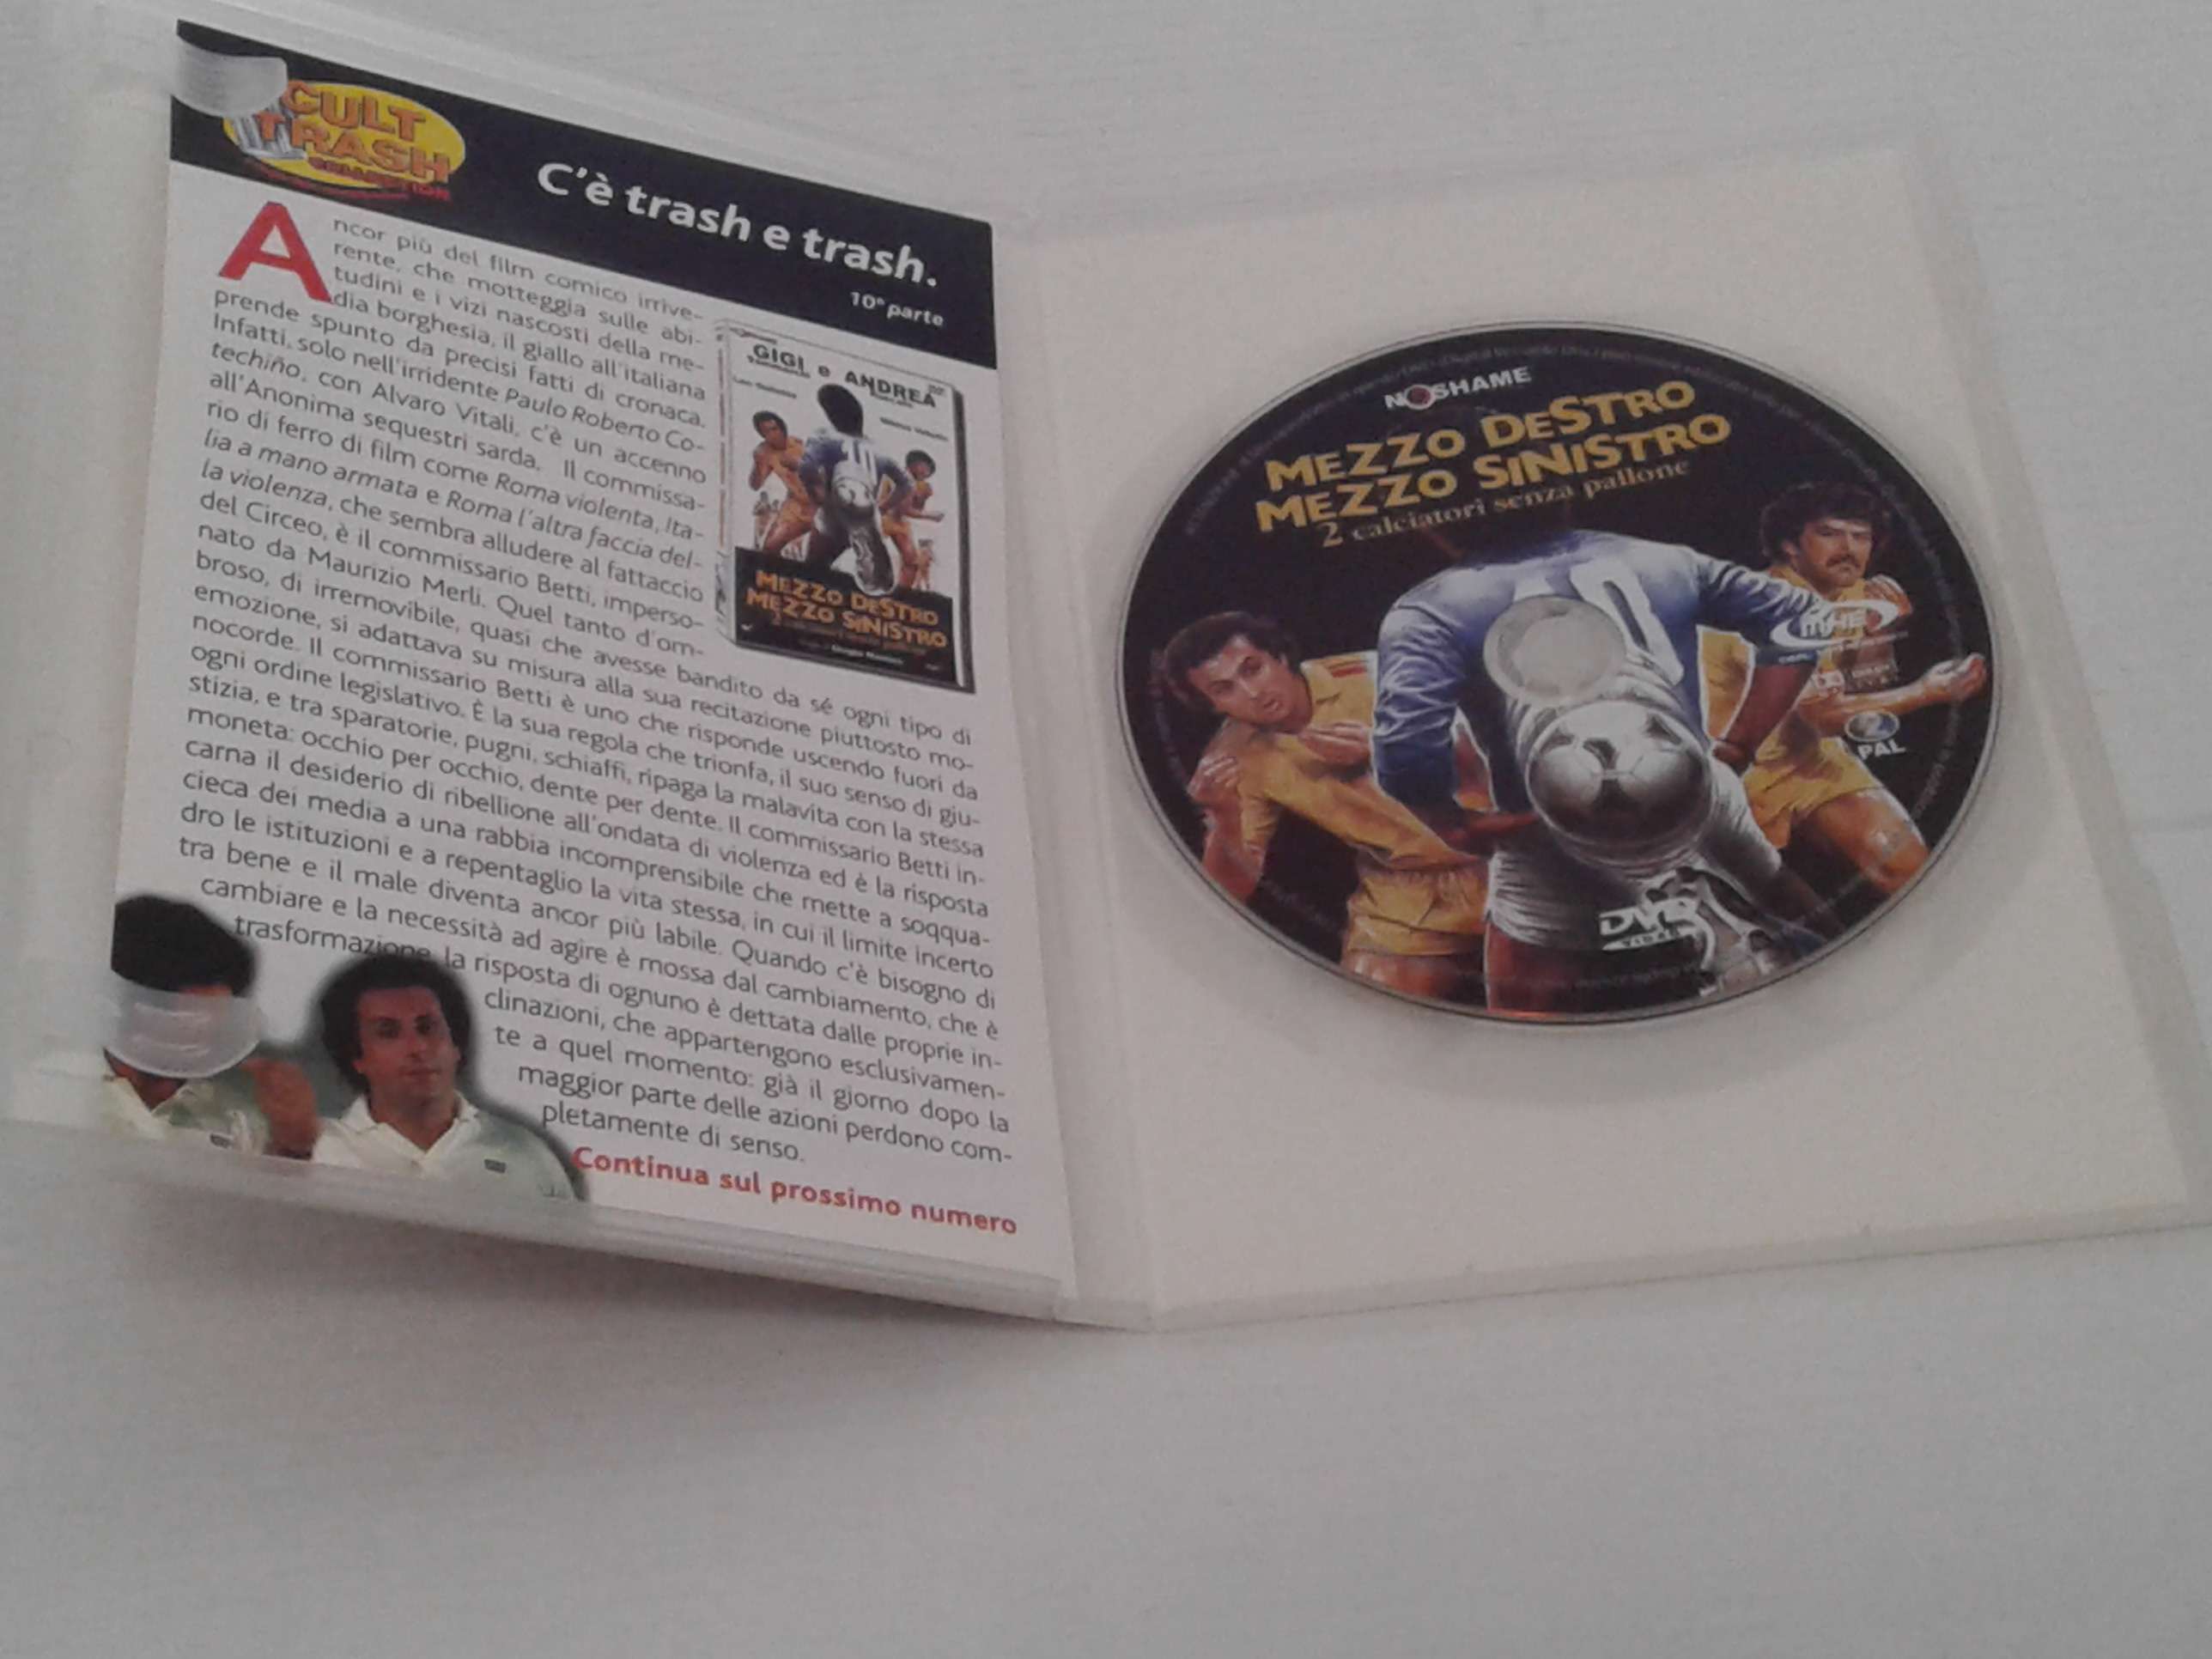 CULT
TRASH
COLLECTION
C'è trash e trash.
10ª parte
Ancor più del film comico irrive-
rente, che motteggia sulle abi-
tudini e i vizi nascosti della me-
dia borghesia, il giallo all'italiana
prende spunto da precisi fatti di cronaca.
Infatti, solo nell'irridente Paulo Roberto Co-
techiño, con Alvaro Vitali, c'è un accenno
all'Anonima sequestri sarda. Il commissa-
rio di ferro di film come Roma violenta, Ita-
lia a mano armata e Roma l'altra faccia del-
la violenza, che sembra alludere al fattaccio
del Circeo, è il commissario Betti, imperso-
nato da Maurizio Merli. Quel tanto d'om-
broso, di irremovibile, quasi che avesse bandito da sé ogni tipo di
emozione, si adattava su misura alla sua recitazione piuttosto mo-
nocorde. Il commissario Betti è uno che risponde uscendo fuori da
ogni ordine legislativo. È la sua regola che trionfa, il suo senso di giu-
stizia, e tra sparatorie, pugni, schiaffi, ripaga la malavita con la stessa
moneta: occhio per occhio, dente per dente. Il commissario Betti in-
carna il desiderio di ribellione all'ondata di violenza ed è la risposta
cieca dei media a una rabbia incomprensibile che mette a soqqua-
dro le istituzioni e a repentaglio la vita stessa, in cui il limite incerto
tra bene e il male diventa ancor più labile. Quando c'è bisogno di
cambiare e la necessità ad agire è mossa dal cambiamento, che è
trasformazione, la risposta di ognuno è dettata dalle proprie in-
clinazioni, che appartengono esclusivamen-
te a quel momento: già il giorno dopo la
maggior parte delle azioni perdono com-
pletamente di senso.
Continua sul prossimo numero
GIGI e ANDREA
MEZZO DESTRO
MEZZO SINISTRO
NOSHAME
MEZZO DESTRO
MEZZO SINISTRO
2 calciatori senza pallone
MHE
2
PAL
DVD
VIDEO